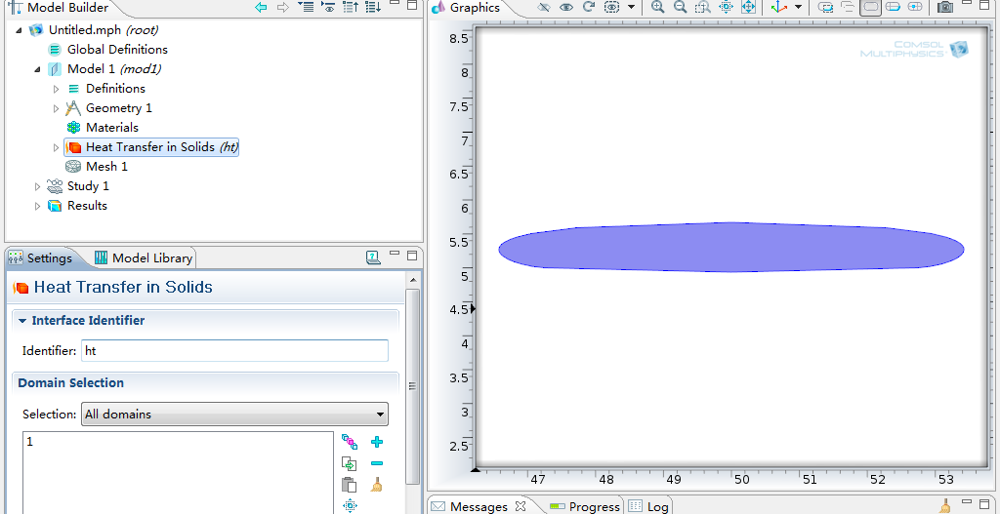 Model Builder
Untitled.mph (root)
Global Definitions
Model 1 (mod1)
Definitions
Geometry 1
Materials
Heat Transfer in Solids (ht)
Mesh 1
Study 1
Results
Settings Model Library
Heat Transfer in Solids
Interface Identifier
Identifier: ht
Domain Selection
Selection: All domains
1
Graphics
COMSOL
MULTIPHYSICS
8.5
8
7.5
7
6.5
6
5.5
5
4.5
4
3.5
3
2.5
47 48 49 50 51 52 53
Messages Progress Log